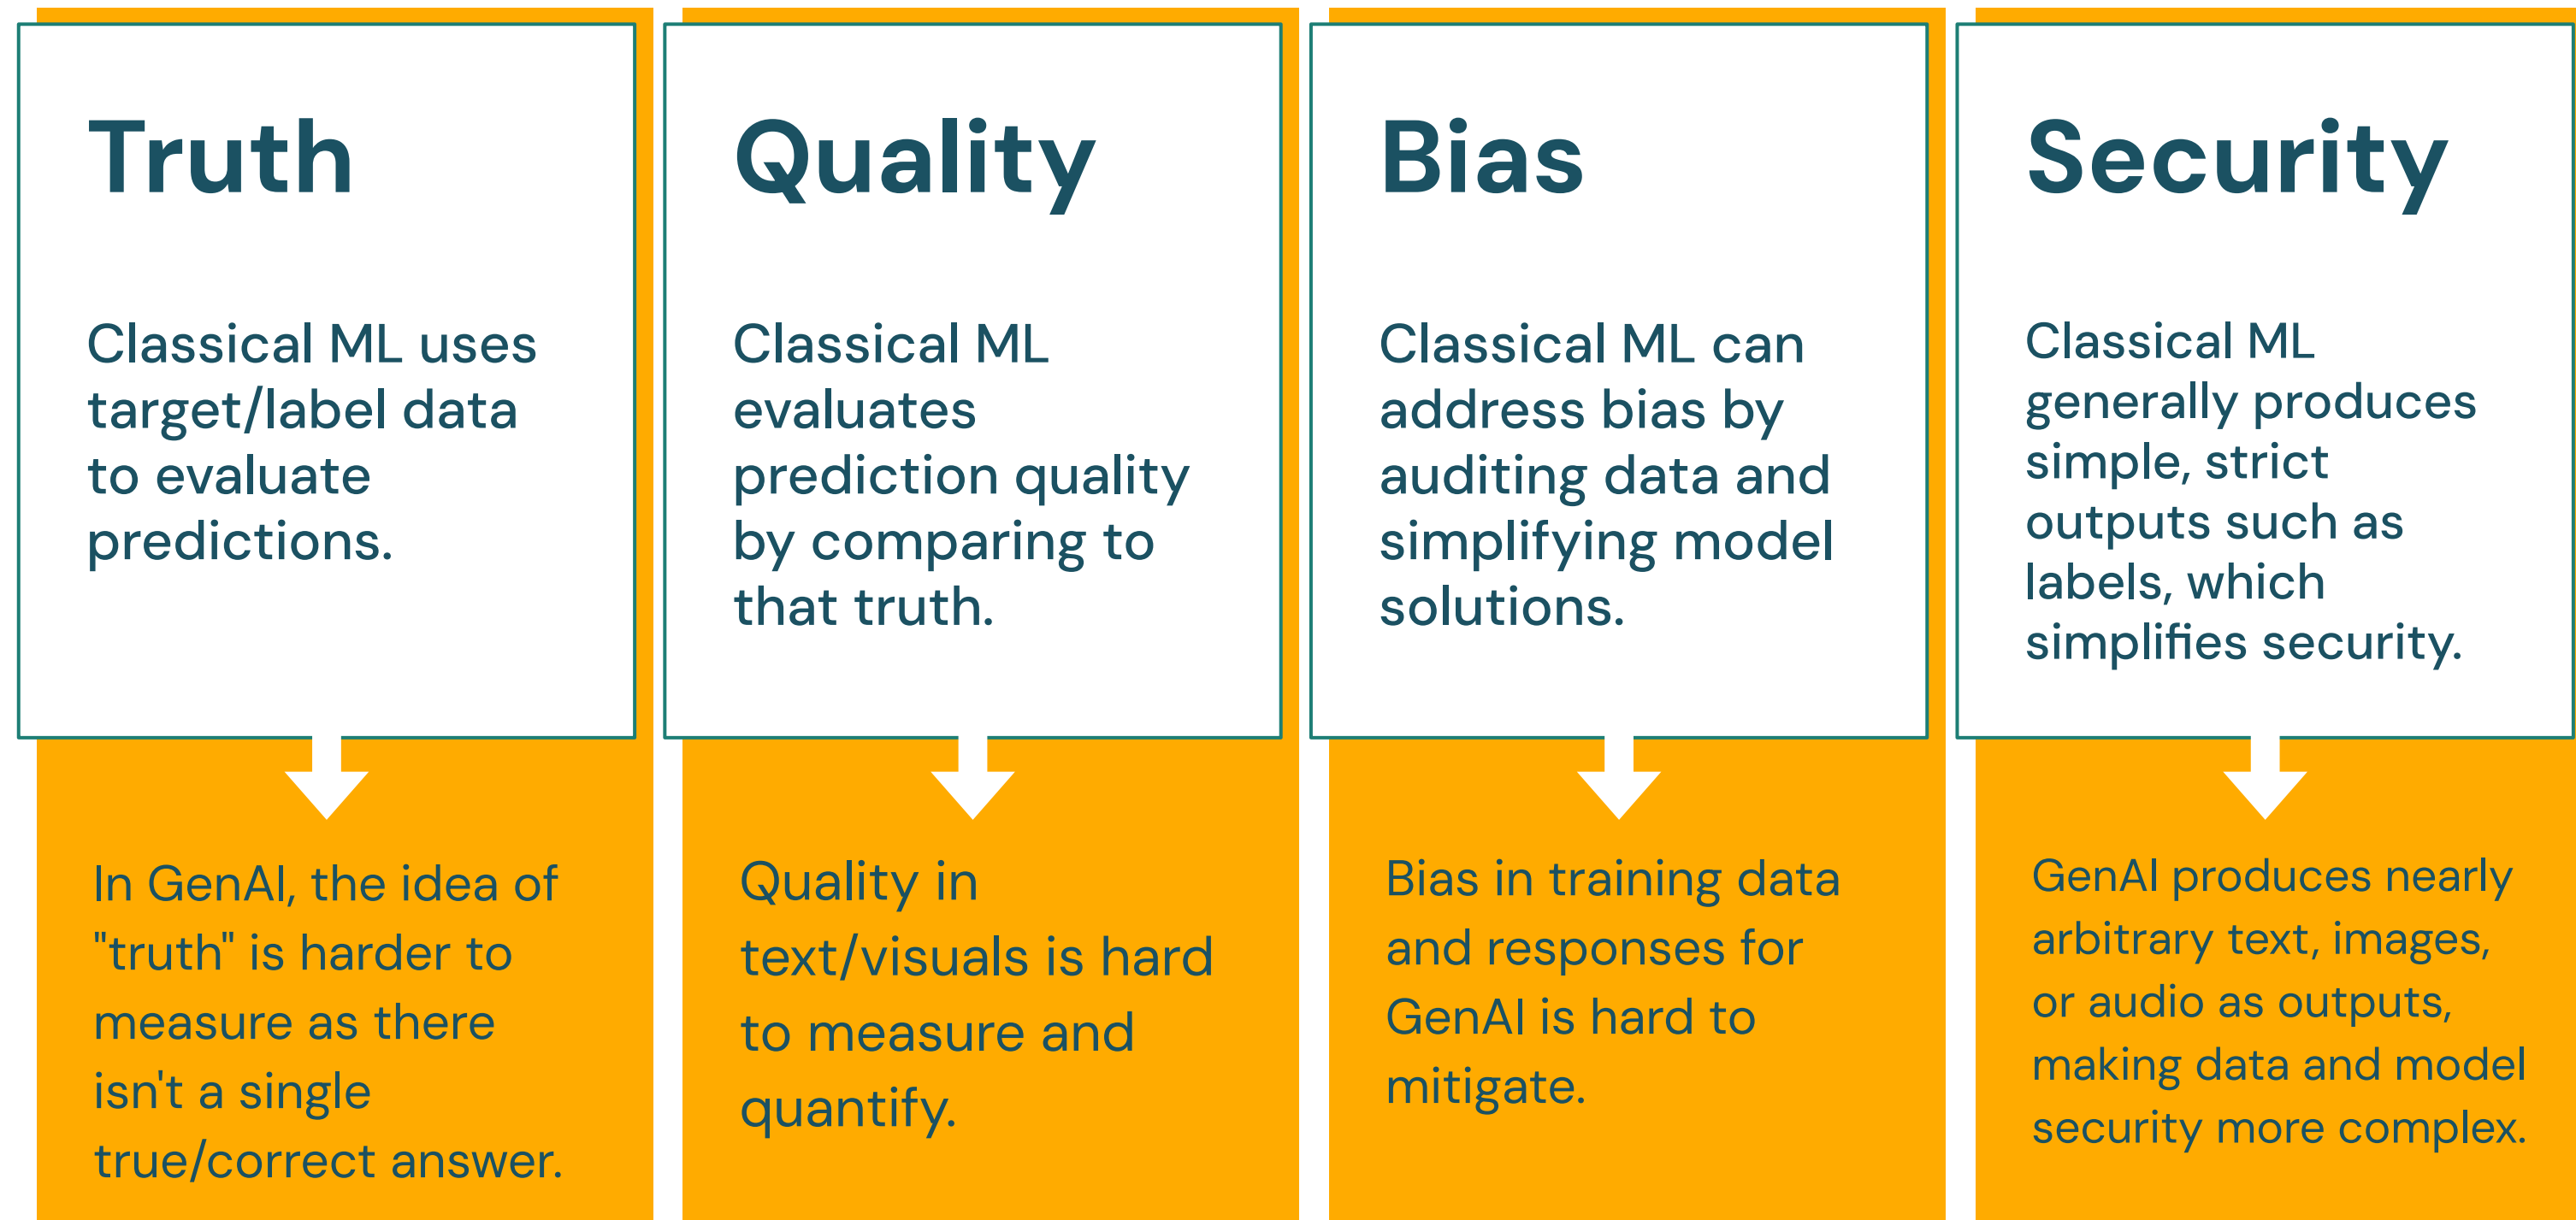 Truth
Classical ML uses
target/label data
to evaluate
predictions.
In GenAI, the idea of
"truth" is harder to
measure as there
isn't a single
true/correct answer.
Quality
Classical ML
evaluates
prediction quality
by comparing to
that truth.
Quality in
text/visuals is hard
to measure and
quantify.
Bias
Classical ML can
address bias by
auditing data and
simplifying model
solutions.
Bias in training data
and responses for
GenAI is hard to
mitigate.
Security
Classical ML
generally produces
simple, strict
outputs such as
labels, which
simplifies security.
GenAI produces nearly
arbitrary text, images,
or audio as outputs,
making data and model
security more complex.